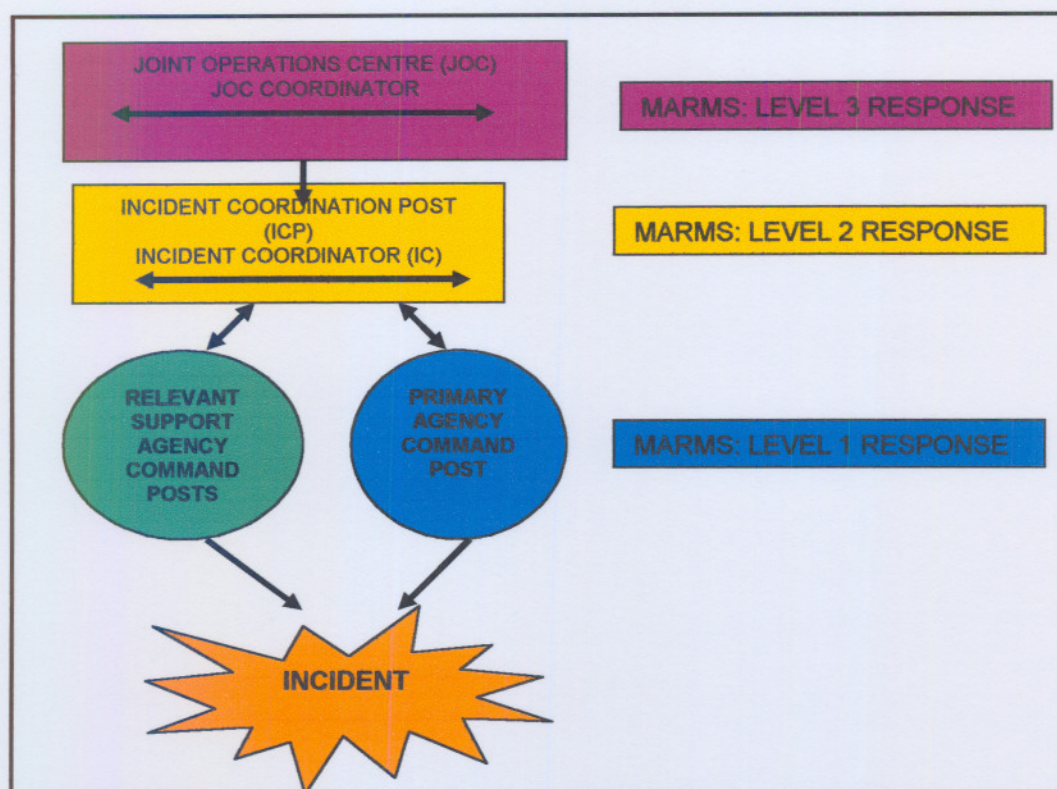 JOINT OPERATIONS CENTRE (JOC)
JOC COORDINATOR
MARMS: LEVEL 3 RESPONSE
INCIDENT COORDINATION POST
(ICP)
INCIDENT COORDINATOR (IC)
MARMS: LEVEL 2 RESPONSE
RELEVANT
SUPPORT
AGENCY
COMMAND
POSTS
PRIMARY
AGENCY
COMMAND
POST
MARMS: LEVEL 1 RESPONSE
INCIDENT